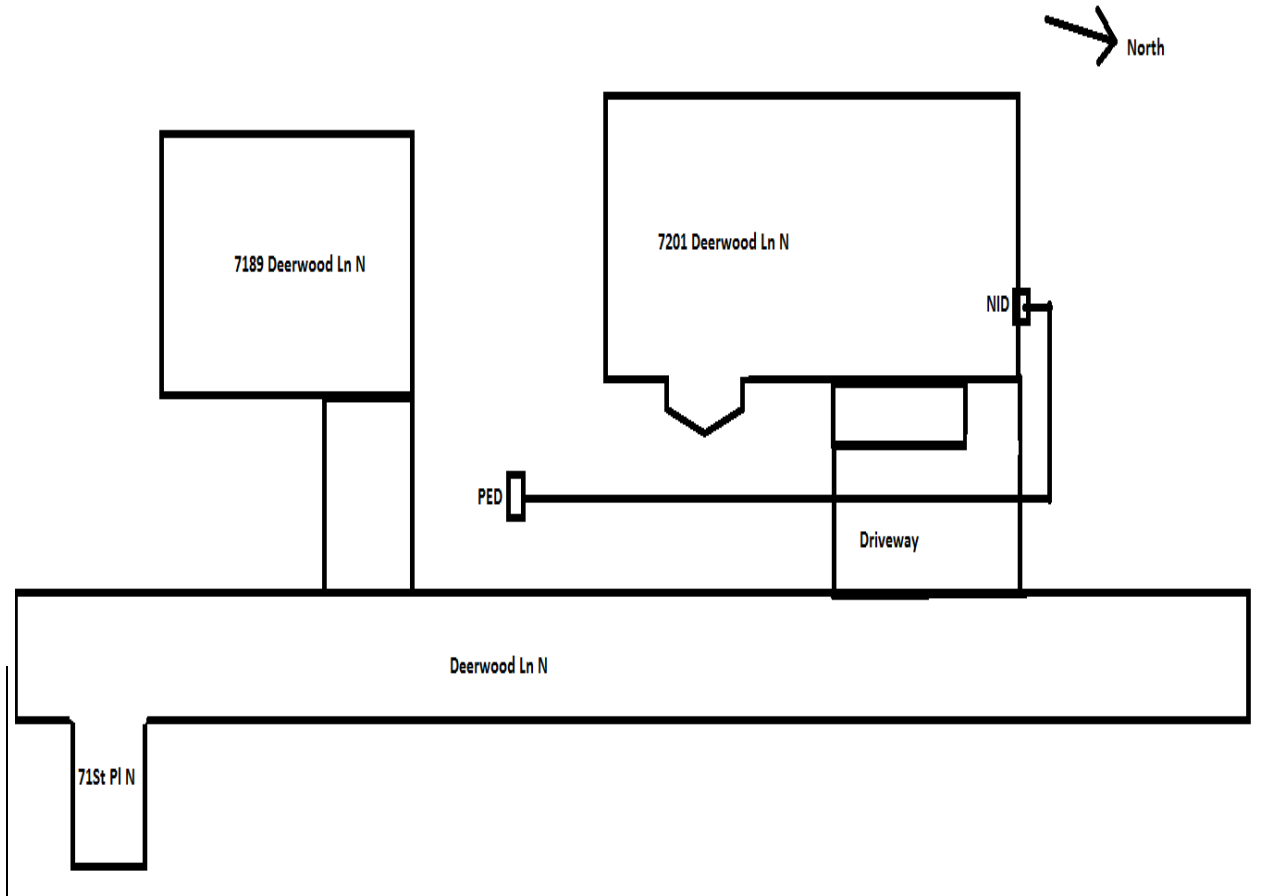 North
7201 Deerwood Ln N
7189 Deerwood Ln N
NID
PED
Driveway
Deerwood Ln N
71St Pl N